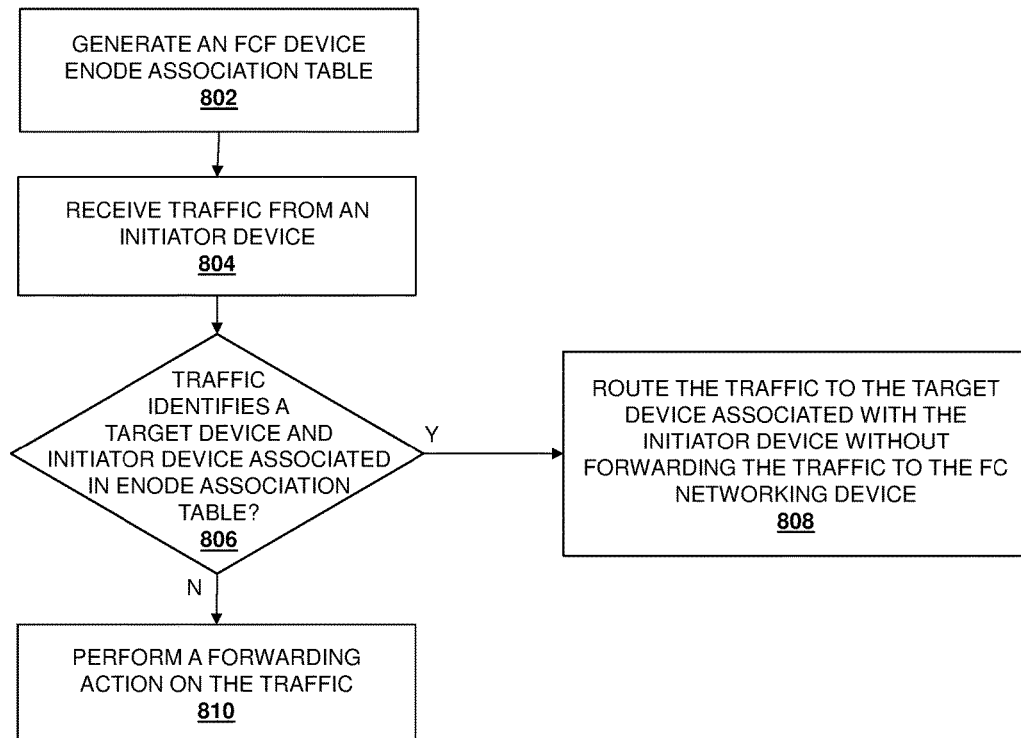 GENERATE AN FCF DEVICE
ENODE ASSOCIATION TABLE
802
RECEIVE TRAFFIC FROM AN
INITIATOR DEVICE
804
TRAFFIC
IDENTIFIES A
TARGET DEVICE AND
INITIATOR DEVICE ASSOCIATED
IN ENODE ASSOCIATION
TABLE?
806
Y
ROUTE THE TRAFFIC TO THE TARGET
DEVICE ASSOCIATED WITH THE
INITIATOR DEVICE WITHOUT
FORWARDING THE TRAFFIC TO THE FC
NETWORKING DEVICE
808
N
PERFORM A FORWARDING
ACTION ON THE TRAFFIC
810